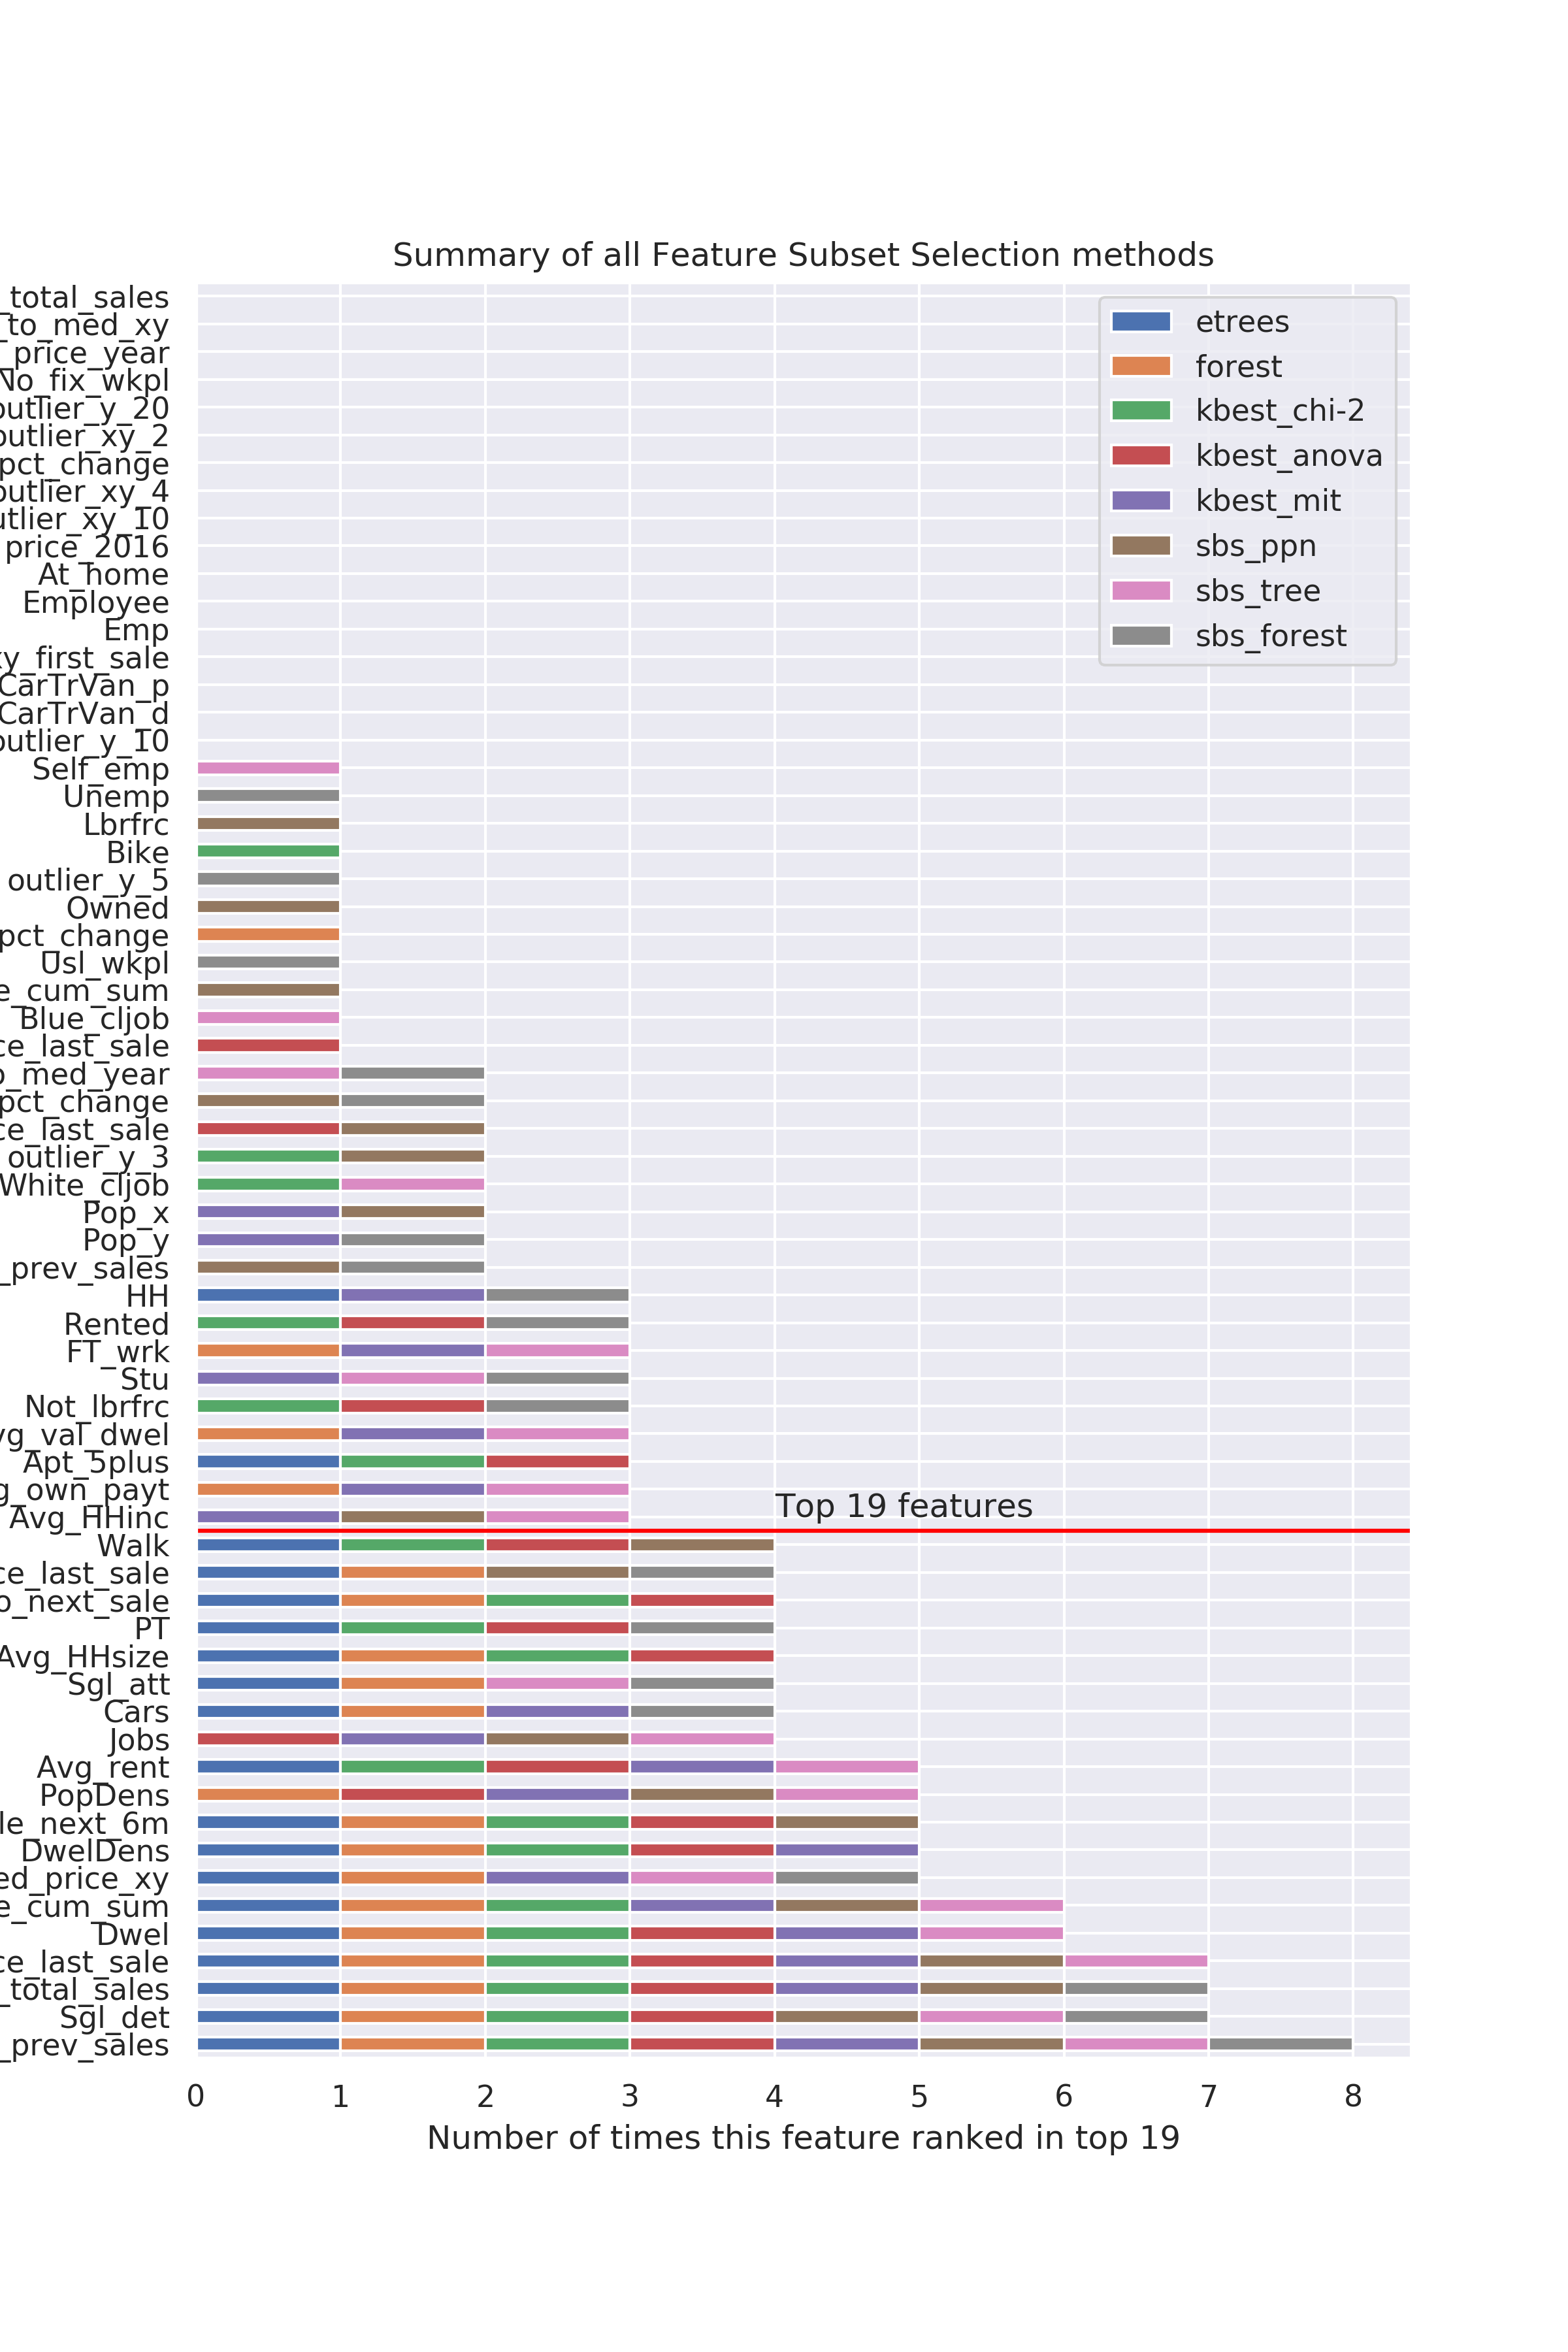 Summary of all Feature Subset Selection methods
_total_sales
_to_med_xy
price_year
No_fix_wkpl
outlier_y_20
outlier_xy_2
pct_change
outlier_xy_4
utlier_xy_10
price_2016
At_home
Employee
Emp
xy_first_sale
CarTrVan_p
CarTrVan_d
outlier_y_10
Self_emp
Unemp
Lbrfrc
Bike
outlier_y_5
Owned
pct_change
Usl_wkpl
e_cum_sum
Blue_cljob
ce_last_sale
o_med_year
pct_change
ce_last_sale
outlier_y_3
White_cljob
Pop_x
Pop_y
_prev_sales
HH
Rented
FT_wrk
Stu
Not_lbrfrc
vg_val_dwel
Apt_5plus
g_own_payt
Avg_HHinc
Walk
ce_last_sale
o_next_sale
PT
Avg_HHsize
Sgl_att
Cars
Jobs
Avg_rent
PopDens
le_next_6m
DwelDens
ed_price_xy
e_cum_sum
Dwel
ce_last_sale
_total_sales
Sgl_det
_prev_sales
etrees
forest
kbest_chi-2
kbest_anova
kbest_mit
sbs_ppn
sbs_tree
sbs_forest
Top 19 features
0 1 2 3 4 5 6 7 8
Number of times this feature ranked in top 19